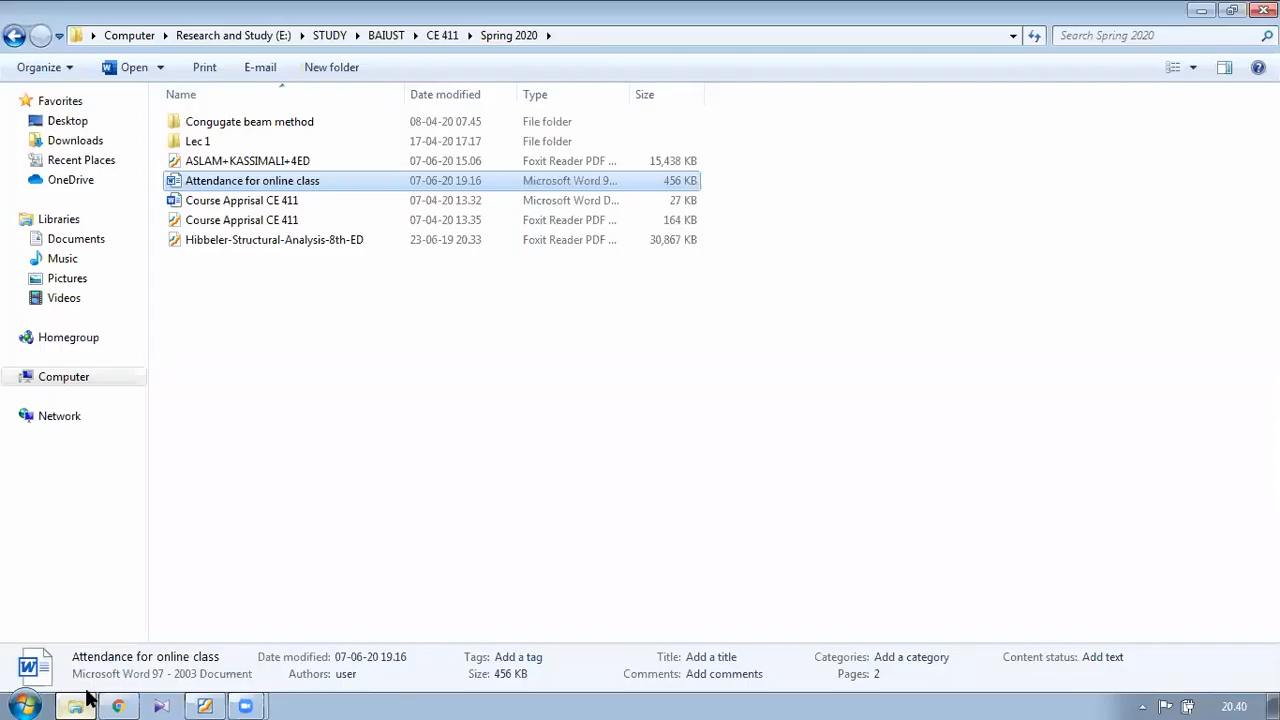 Computer Research and Study (E:) STUDY BAIUST CE 411 Spring 2020 Search Spring 2020
Organize Open Print E-mail New folder
Name Date modified Type Size
Favorites
Desktop
Downloads
Recent Places
OneDrive
Libraries
Documents
Music
Pictures
Videos
Homegroup
Computer
Network
Congugate beam method 08-04-20 07.45 File folder
Lec 1 17-04-20 17.17 File folder
ASLAM+KASSIMALI+4ED 07-06-20 15.06 Foxit Reader PDF ... 15,438 KB
Attendance for online class 07-06-20 19.16 Microsoft Word 9... 456 KB
Course Apprisal CE 411 07-04-20 13.32 Microsoft Word D... 27 KB
Course Apprisal CE 411 07-04-20 13.35 Foxit Reader PDF ... 164 KB
Hibbeler-Structural-Analysis-8th-ED 23-06-19 20.33 Foxit Reader PDF ... 30,867 KB
Attendance for online class Date modified: 07-06-20 19.16 Tags: Add a tag Title: Add a title Categories: Add a category Content status: Add text
Microsoft Word 97 - 2003 Document Authors: user Size: 456 KB Comments: Add comments Pages: 2
20.40